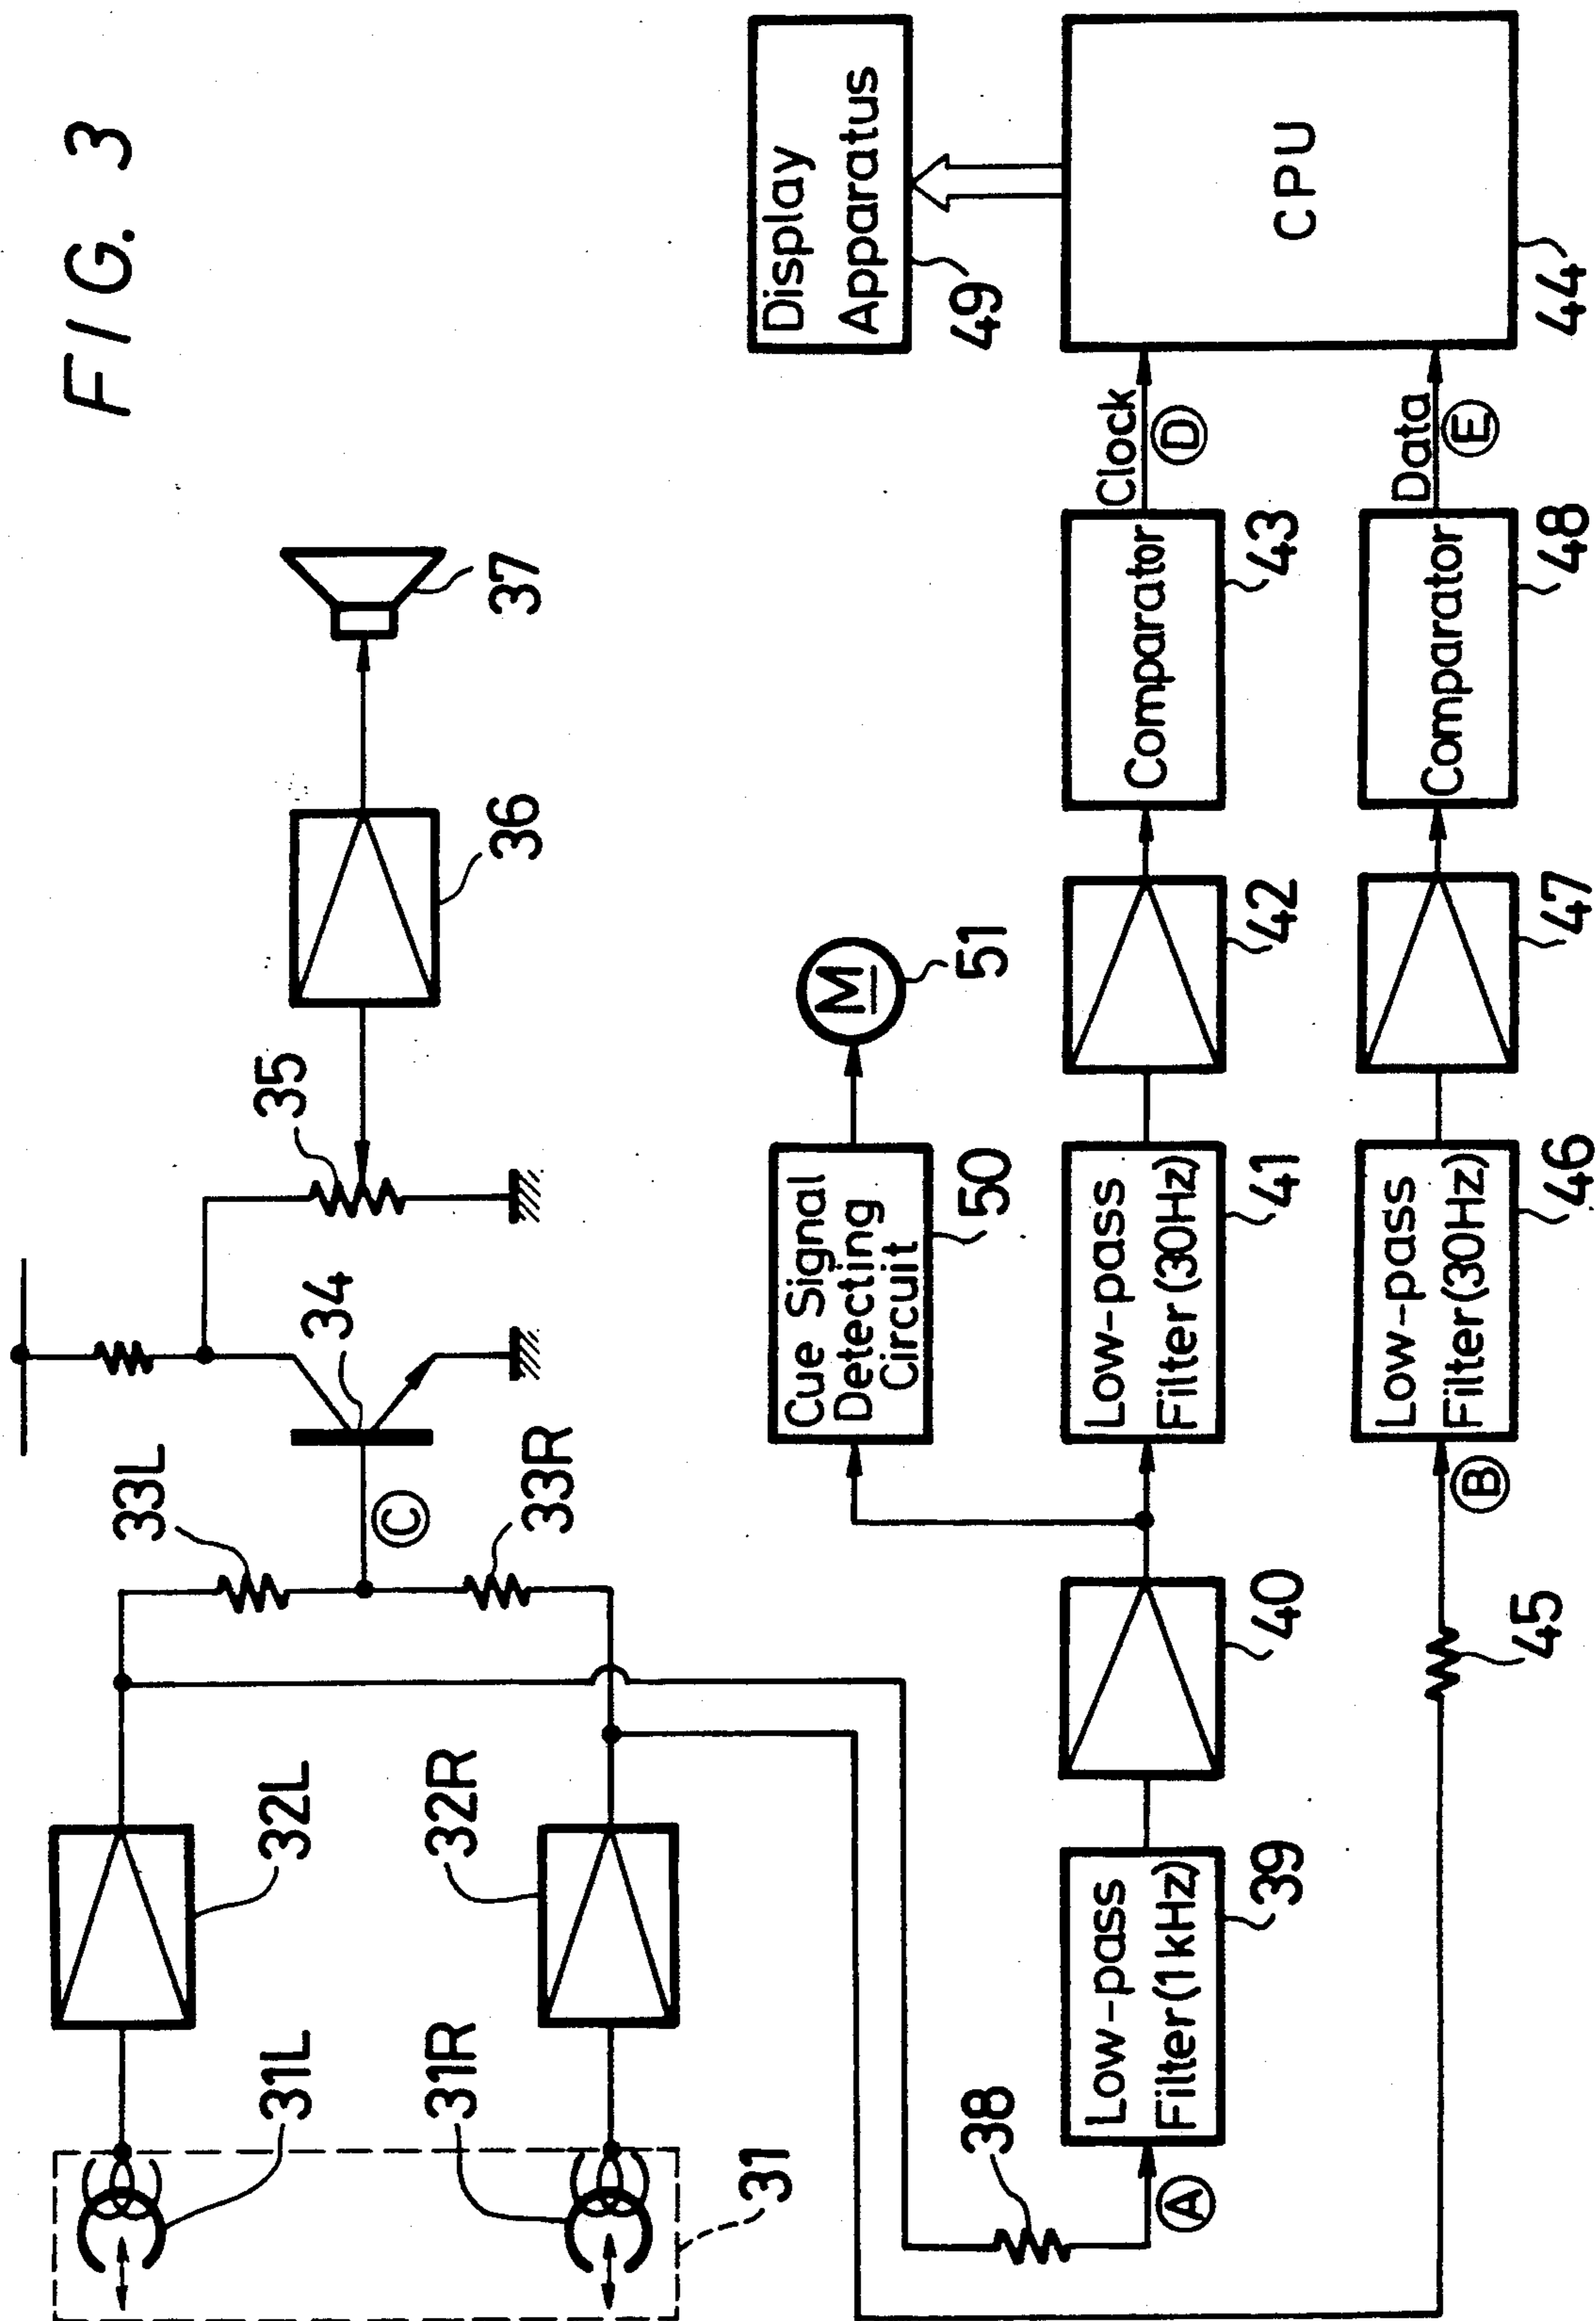 FIG. 3
31L
32L
33L
34
35
36
37
C
33R
31R
32R
31
38
A
Low-pass
Filter(1kHz)
39
40
Cue Signal
Detecting
Circuit
50
M
51
Low-pass
Filter(30Hz)
41
42
Comparator
43
Clock
D
Display
Apparatus
49
CPU
44
45
B
Low-pass
Filter(30Hz)
46
47
Comparator
48
Data
E